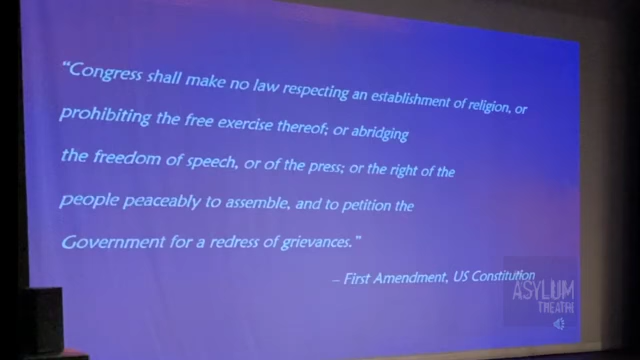 “Congress shall make no law respecting an establishment of religion, or
prohibiting the free exercise thereof; or abridging
the freedom of speech, or of the press; or the right of the
people peaceably to assemble, and to petition the
Government for a redress of grievances.”
– First Amendment, US Constitution
ASYLUM
THEATRE